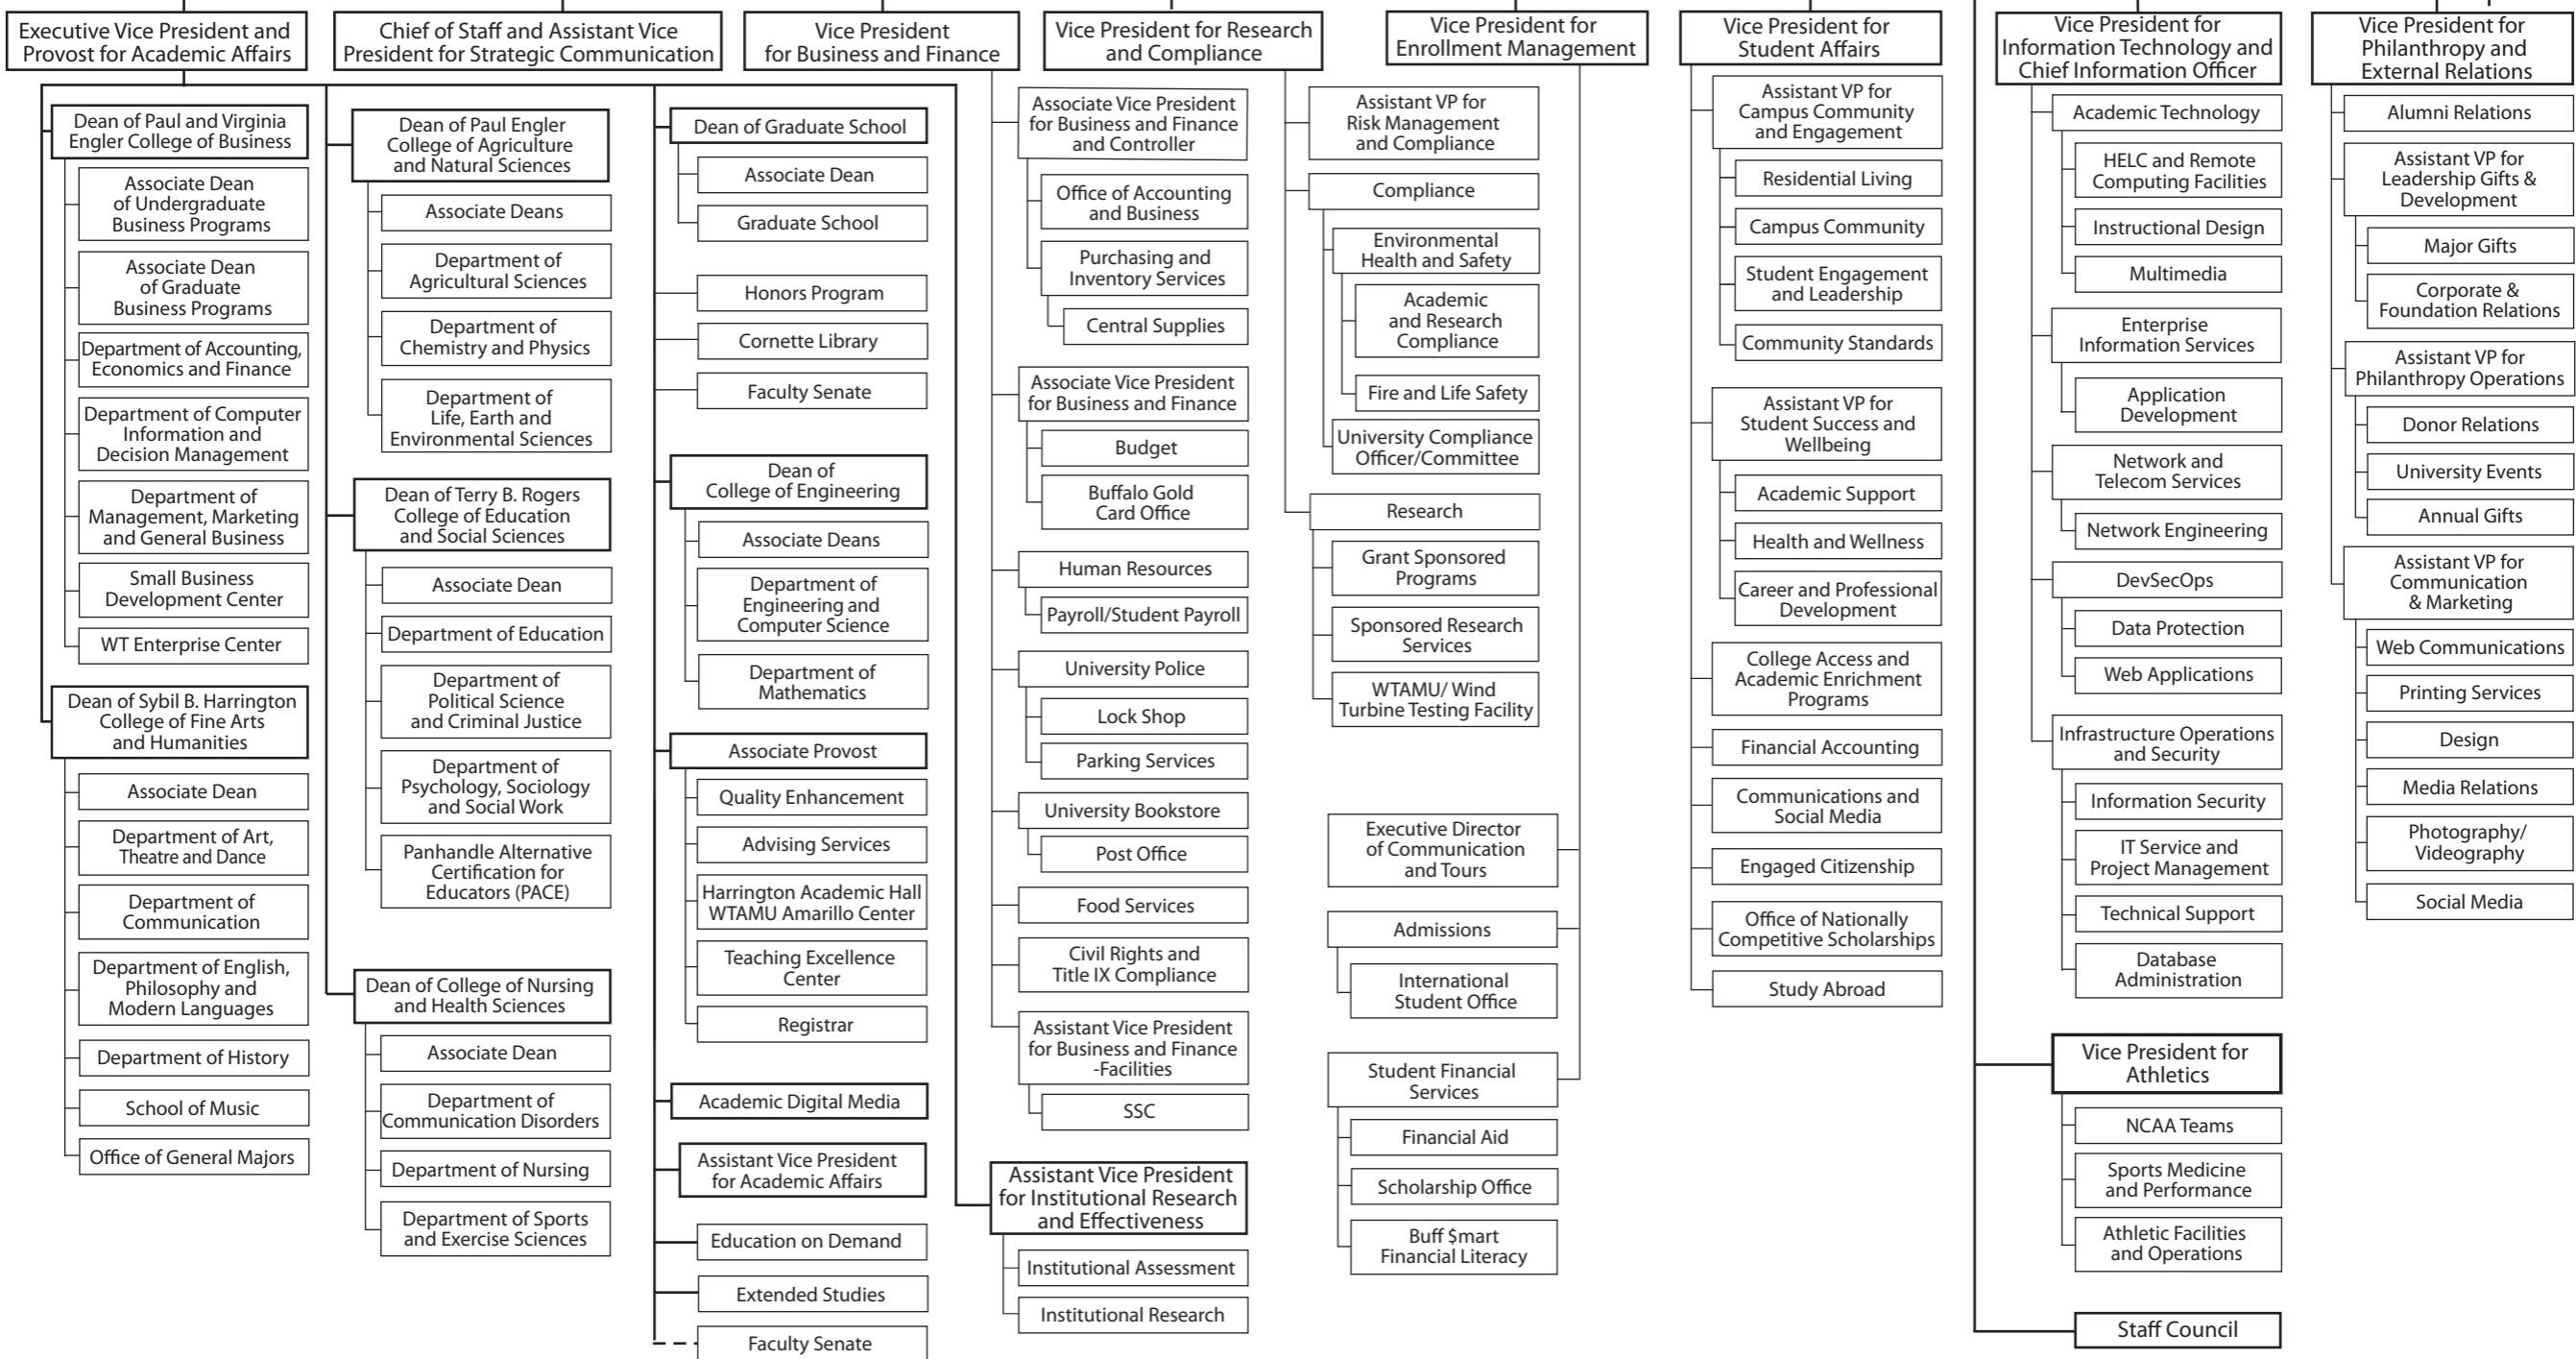 Executive Vice President and
Provost for Academic Affairs
Chief of Staff and Assistant Vice
President for Strategic Communication
Vice President
for Business and Finance
Vice President for Research
and Compliance
Vice President for
Enrollment Management
Vice President for
Student Affairs
Vice President for
Information Technology and
Chief Information Officer
Vice President for
Philanthropy and
External Relations
Dean of Paul and Virginia
Engler College of Business
Associate Dean
of Undergraduate
Business Programs
Associate Dean
of Graduate
Business Programs
Department of Accounting,
Economics and Finance
Department of Computer
Information and
Decision Management
Department of
Management, Marketing
and General Business
Small Business
Development Center
WT Enterprise Center
Dean of Sybil B. Harrington
College of Fine Arts
and Humanities
Associate Dean
Department of Art,
Theatre and Dance
Department of
Communication
Department of English,
Philosophy and
Modern Languages
Department of History
School of Music
Office of General Majors
Dean of Paul Engler
College of Agriculture
and Natural Sciences
Associate Deans
Department of
Agricultural Sciences
Department of
Chemistry and Physics
Department of
Life, Earth and
Environmental Sciences
Dean of Terry B. Rogers
College of Education
and Social Sciences
Associate Dean
Department of Education
Department of
Political Science
and Criminal Justice
Department of
Psychology, Sociology
and Social Work
Panhandle Alternative
Certification for
Educators (PACE)
Dean of College of Nursing
and Health Sciences
Associate Dean
Department of
Communication Disorders
Department of Nursing
Department of Sports
and Exercise Sciences
Dean of Graduate School
Associate Dean
Graduate School
Honors Program
Cornette Library
Faculty Senate
Dean of
College of Engineering
Associate Deans
Department of
Engineering and
Computer Science
Department of
Mathematics
Associate Provost
Quality Enhancement
Advising Services
Harrington Academic Hall
WTAMU Amarillo Center
Teaching Excellence
Center
Registrar
Academic Digital Media
Assistant Vice President
for Academic Affairs
Education on Demand
Extended Studies
Faculty Senate
Associate Vice President
for Business and Finance
and Controller
Office of Accounting
and Business
Purchasing and
Inventory Services
Central Supplies
Associate Vice President
for Business and Finance
Budget
Buffalo Gold
Card Office
Human Resources
Payroll/Student Payroll
University Police
Lock Shop
Parking Services
University Bookstore
Post Office
Food Services
Civil Rights and
Title IX Compliance
Assistant Vice President
for Business and Finance
-Facilities
SSC
Assistant Vice President
for Institutional Research
and Effectiveness
Institutional Assessment
Institutional Research
Assistant VP for
Risk Management
and Compliance
Compliance
Environmental
Health and Safety
Academic
and Research
Compliance
Fire and Life Safety
University Compliance
Officer/Committee
Research
Grant Sponsored
Programs
Sponsored Research
Services
WTAMU/ Wind
Turbine Testing Facility
Executive Director
of Communication
and Tours
Admissions
International
Student Office
Student Financial
Services
Financial Aid
Scholarship Office
Buff $mart
Financial Literacy
Assistant VP for
Campus Community
and Engagement
Residential Living
Campus Community
Student Engagement
and Leadership
Community Standards
Assistant VP for
Student Success and
Wellbeing
Academic Support
Health and Wellness
Career and Professional
Development
College Access and
Academic Enrichment
Programs
Financial Accounting
Communications and
Social Media
Engaged Citizenship
Office of Nationally
Competitive Scholarships
Study Abroad
Academic Technology
HELC and Remote
Computing Facilities
Instructional Design
Multimedia
Enterprise
Information Services
Application
Development
Network and
Telecom Services
Network Engineering
DevSecOps
Data Protection
Web Applications
Infrastructure Operations
and Security
Information Security
IT Service and
Project Management
Technical Support
Database
Administration
Vice President for
Athletics
NCAA Teams
Sports Medicine
and Performance
Athletic Facilities
and Operations
Staff Council
Alumni Relations
Assistant VP for
Leadership Gifts &
Development
Major Gifts
Corporate &
Foundation Relations
Assistant VP for
Philanthropy Operations
Donor Relations
University Events
Annual Gifts
Assistant VP for
Communication
& Marketing
Web Communications
Printing Services
Design
Media Relations
Photography/
Videography
Social Media